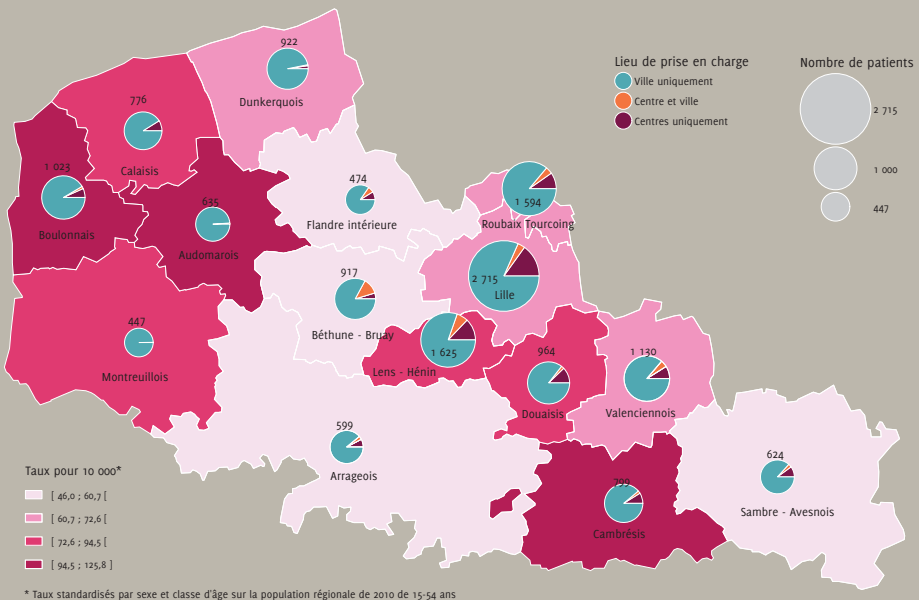 922
Dunkerquois
Lieu de prise en charge
Ville uniquement
Centre et ville
Centres uniquement
Nombre de patients
2 715
1 000
447
776
Calaisis
1 023
Boulonnais
635
Audomarois
474
Flandre intérieure
1 594
Roubaix Tourcoing
2 715
Lille
917
Béthune - Bruay
447
Montreuillois
1 625
Lens - Hénin
964
Douaisis
1 130
Valenciennois
599
Arrageois
799
Cambrésis
624
Sambre - Avesnois
Taux pour 10 000*
[ 46,0 ; 60,7 [
[ 60,7 ; 72,6 [
[ 72,6 ; 94,5 [
[ 94,5 ; 125,8 ]
* Taux standardisés par sexe et classe d'âge sur la population régionale de 2010 de 15-54 ans